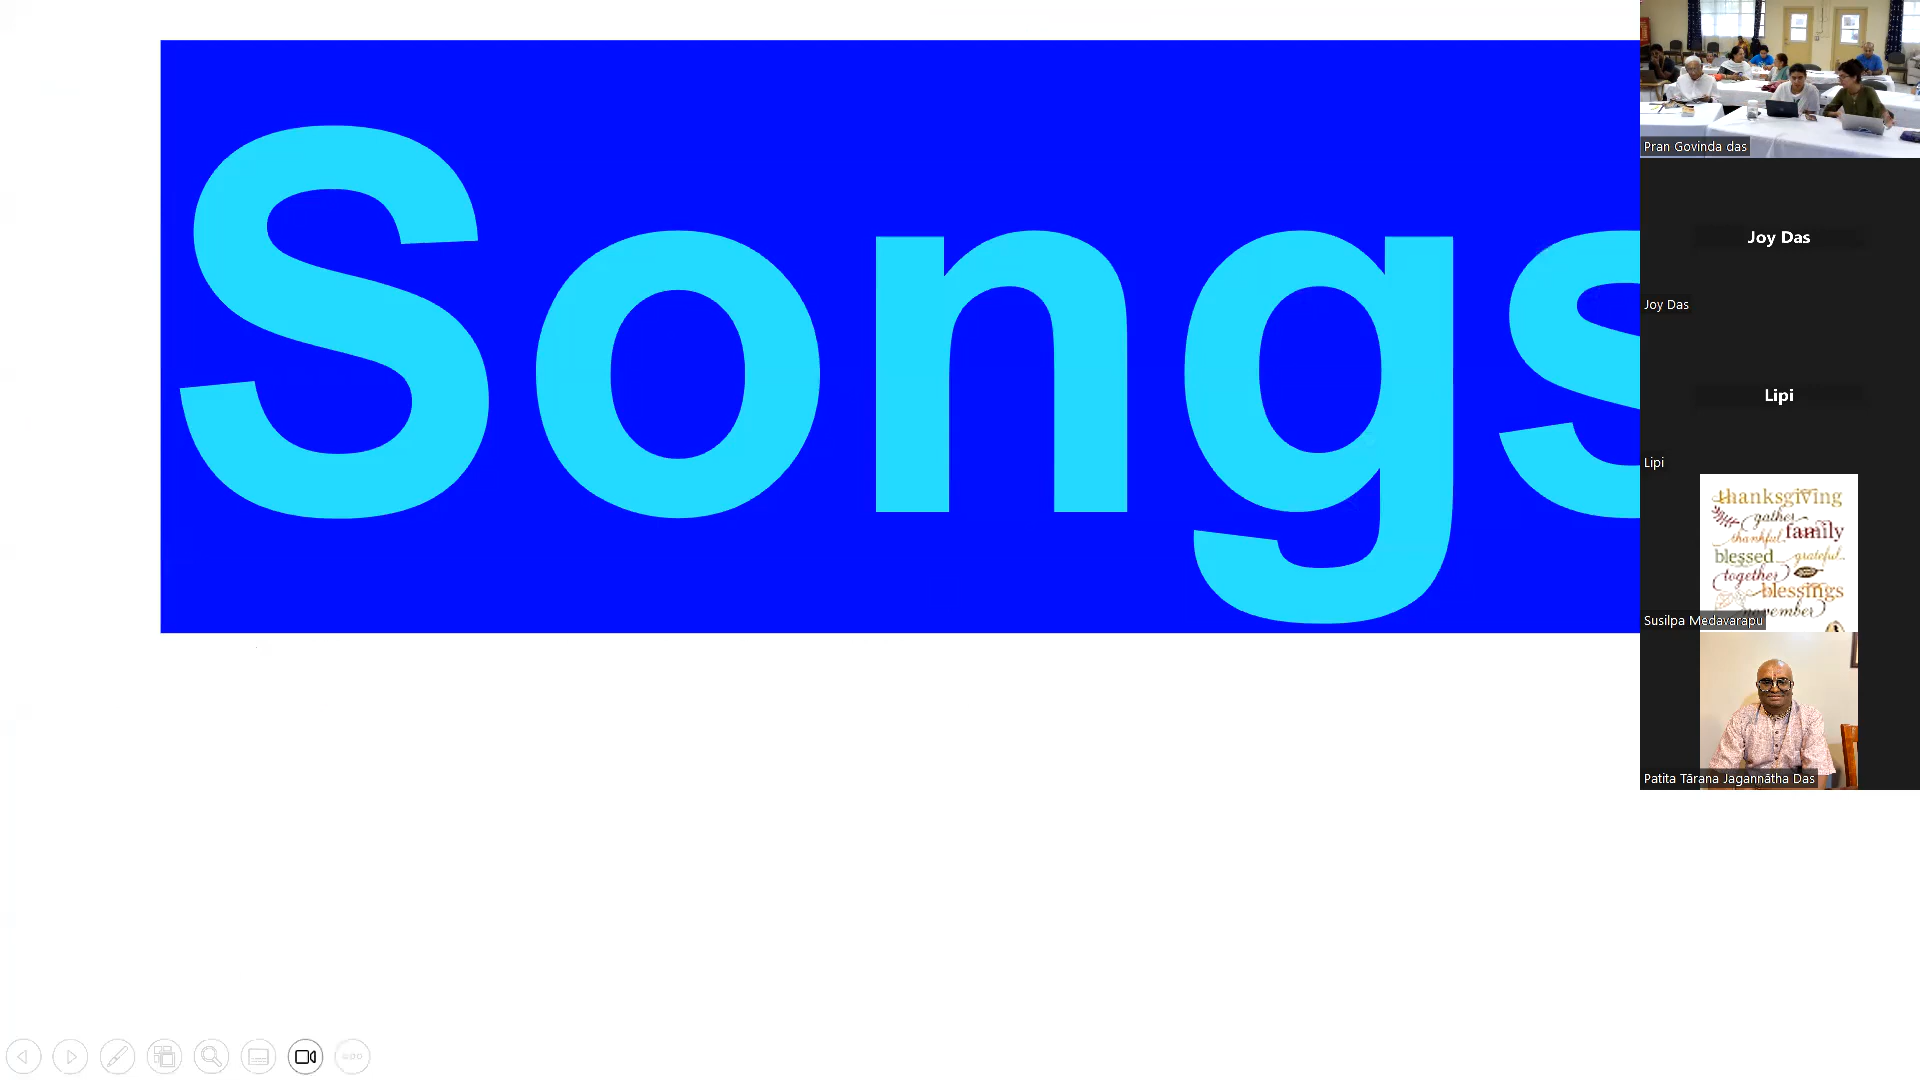 Songs
Pran Govinda das
Joy Das
Joy Das
Lipi
Lipi
thanksgiving
gather
thankful family
blessed grateful
together
blessings
november
Susilpa Medavarapu
Patita Tārana Jagannātha Das